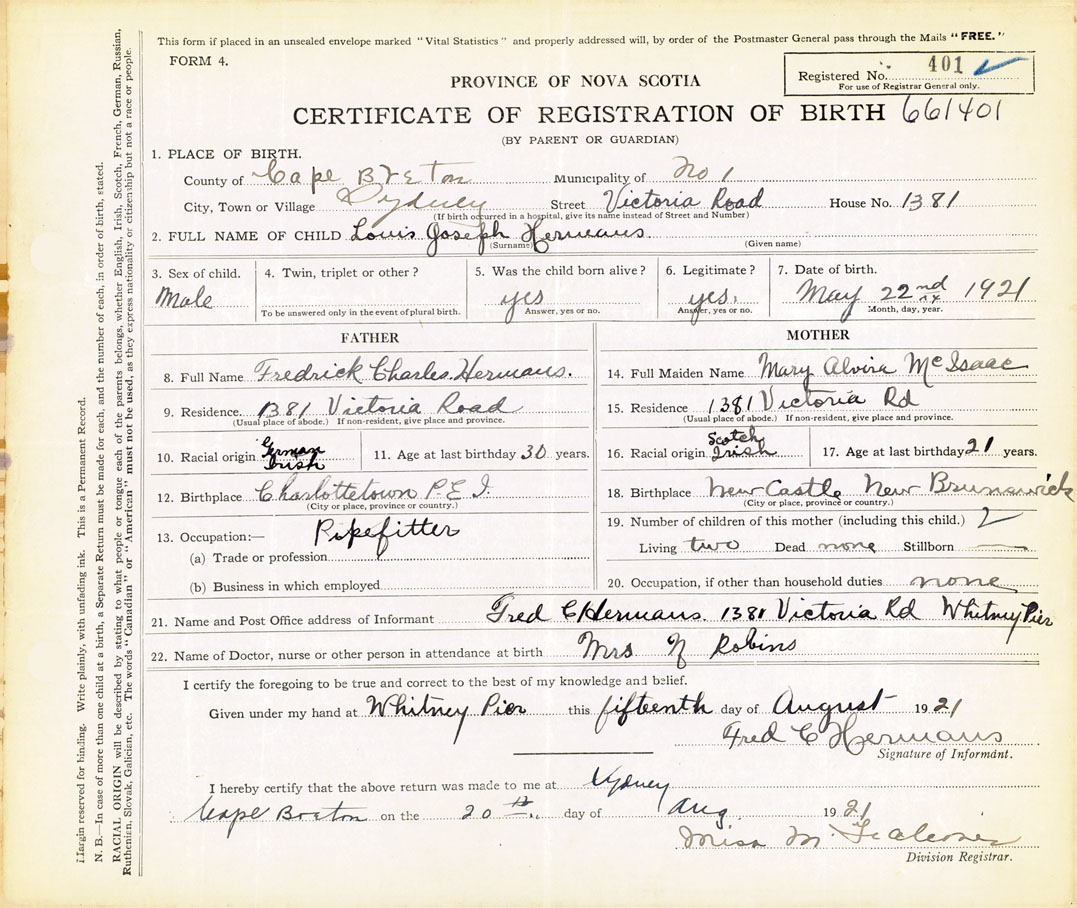 This form if placed in an unsealed envelope marked "Vital Statistics" and properly addressed will, by order of the Postmaster General pass through the Mails "FREE."
FORM 4.
Registered No. 401
For use of Registrar General only.
PROVINCE OF NOVA SCOTIA
CERTIFICATE OF REGISTRATION OF BIRTH 661401
(BY PARENT OR GUARDIAN)
1. PLACE OF BIRTH.
County of Cape Breton Municipality of No 1
City, Town or Village Sydney Street Victoria Road House No. 1381
(If birth occurred in a hospital, give its name instead of Street and Number)
2. FULL NAME OF CHILD Louis Joseph Hermans.
(Surname) (Given name)
3. Sex of child. 4. Twin, triplet or other? 5. Was the child born alive? 6. Legitimate? 7. Date of birth.
Male yes yes. May 22nd 1921
To be answered only in the event of plural birth. Answer, yes or no. Answer, yes or no. Month, day, year.
FATHER
8. Full Name Fredrick Charles Hermans.
9. Residence. 1381 Victoria Road
(Usual place of abode.) If non-resident, give place and province.
10. Racial origin German Irish 11. Age at last birthday 30 years.
12. Birthplace Charlottetown P.E.I.
(City or place, province or country.)
13. Occupation:— Pipefitter
(a) Trade or profession
(b) Business in which employed
MOTHER
14. Full Maiden Name Mary Alvira McIsaac
15. Residence 1381 Victoria Rd
(Usual place of abode.) If non-resident, give place and province.
16. Racial origin Scotch Irish 17. Age at last birthday 21 years.
18. Birthplace New Castle New Brunswick
(City or place, province or country.)
19. Number of children of this mother (including this child.) 2
Living two Dead none Stillborn —
20. Occupation, if other than household duties none
21. Name and Post Office address of Informant Fred C Hermans. 1381 Victoria Rd Whitney Pier
22. Name of Doctor, nurse or other person in attendance at birth Mrs N Robins
I certify the foregoing to be true and correct to the best of my knowledge and belief.
Given under my hand at Whitney Pier this fifteenth day of August 1921
Fred C Hermans
Signature of Informant.
I hereby certify that the above return was made to me at Sydney
Cape Breton on the 20th day of Aug 1921
Miss M
Division Registrar.
Margin reserved for binding. Write plainly, with unfading ink. This is a Permanent Record.
N. B.—In case of more than one child at a birth, a Separate Return must be made for each, and the number of each, in order of birth, stated.
RACIAL ORIGIN will be described by stating to what people or tongue each of the parents belongs, whether English, Irish, Scotch, French, German, Russian,
Ruthenian, Slovak, Galician, etc. The words "Canadian" or "American" must not be used, as they express nationality or citizenship but not a race or people.